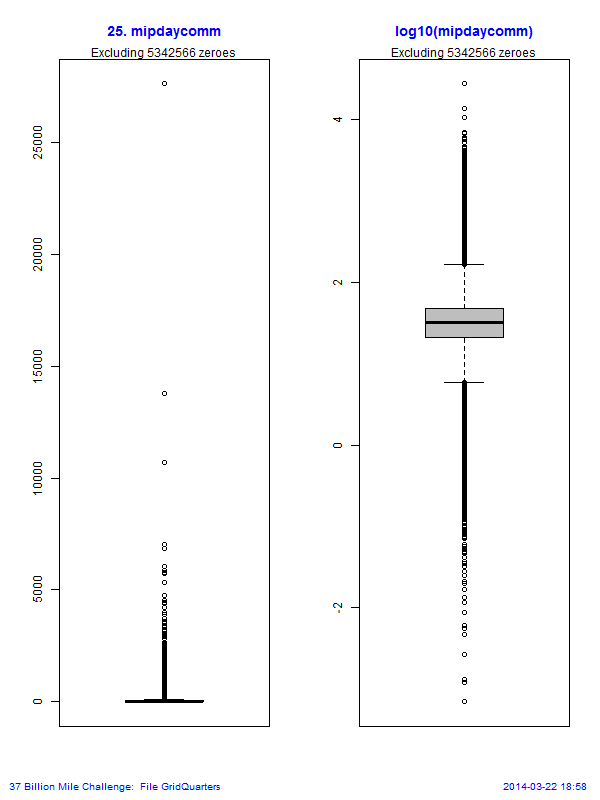 25. mipdaycomm
Excluding 5342566 zeroes
25000
20000
15000
10000
5000
0
log10(mipdaycomm)
Excluding 5342566 zeroes
4
2
0
-2
37 Billion Mile Challenge: File GridQuarters
2014-03-22 18:58